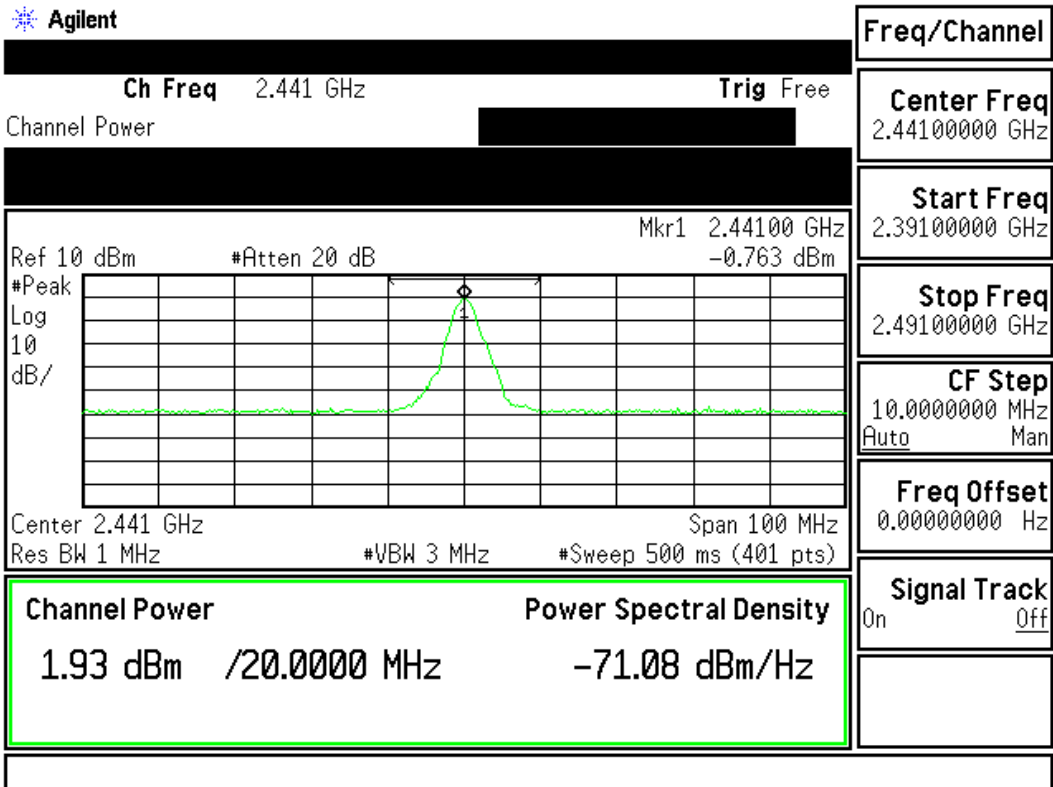 Agilent
Freq/Channel
Ch Freq 2.441 GHz Trig Free
Channel Power
Center Freq
2.44100000 GHz
Start Freq
2.39100000 GHz
Stop Freq
2.49100000 GHz
CF Step
10.0000000 MHz
Auto Man
Freq Offset
0.00000000 Hz
Signal Track
On Off
Mkr1 2.44100 GHz
Ref 10 dBm #Atten 20 dB -0.763 dBm
#Peak
Log
10
dB/
1
Center 2.441 GHz Span 100 MHz
Res BW 1 MHz #VBW 3 MHz #Sweep 500 ms (401 pts)
Channel Power Power Spectral Density
1.93 dBm /20.0000 MHz -71.08 dBm/Hz